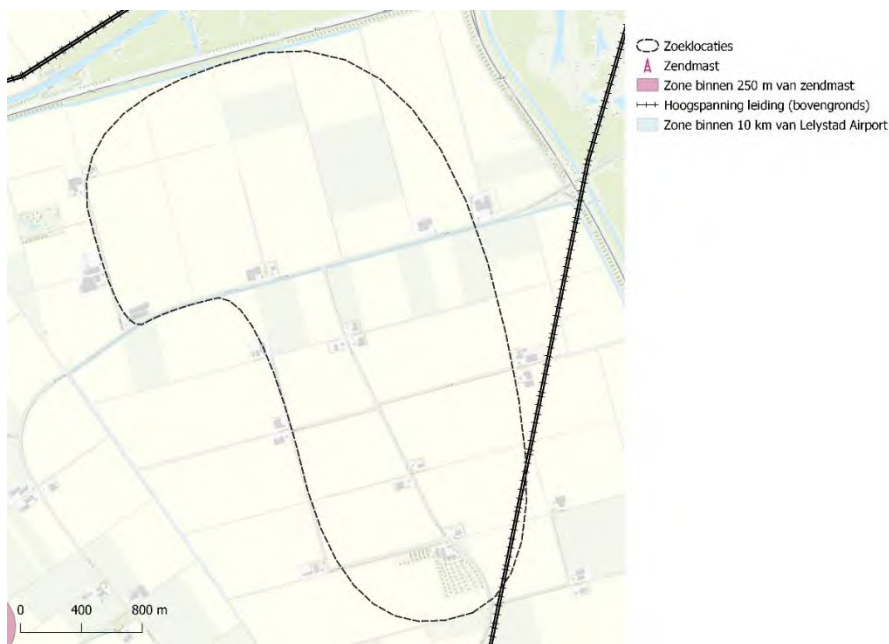 Zoeklocaties
Zendmast
Zone binnen 250 m van zendmast
Hoogspanning leiding (bovengronds)
Zone binnen 10 km van Lelystad Airport
0 400 800 m